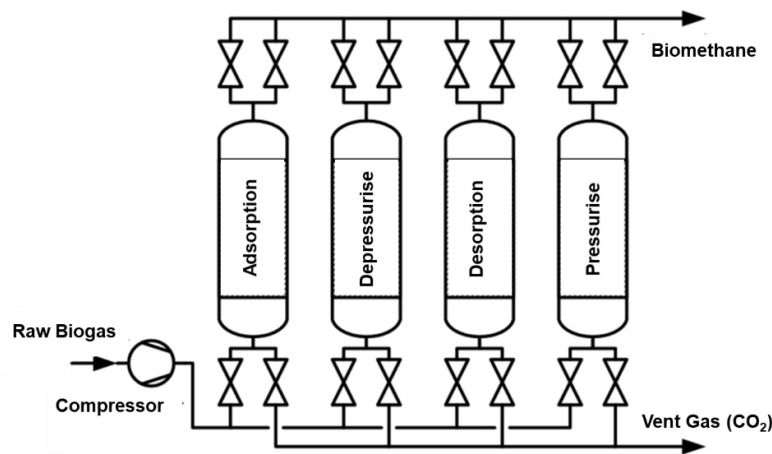 Biomethane
Adsorption
Depressurise
Desorption
Pressurise
Raw Biogas
Compressor
Vent Gas (CO₂)